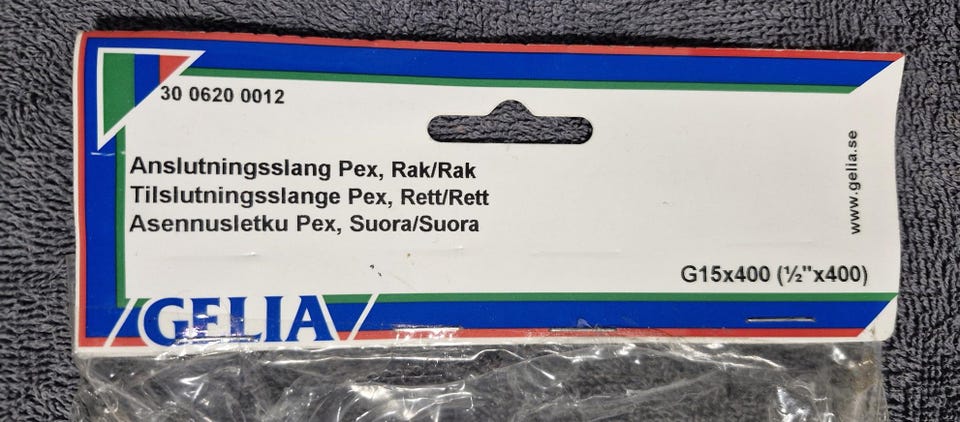 30 0620 0012
Anslutningsslang Pex, Rak/Rak
Tilslutningsslange Pex, Rett/Rett
Asennusletku Pex, Suora/Suora
www.gelia.se
G15x400 (½"x400)
GELIA